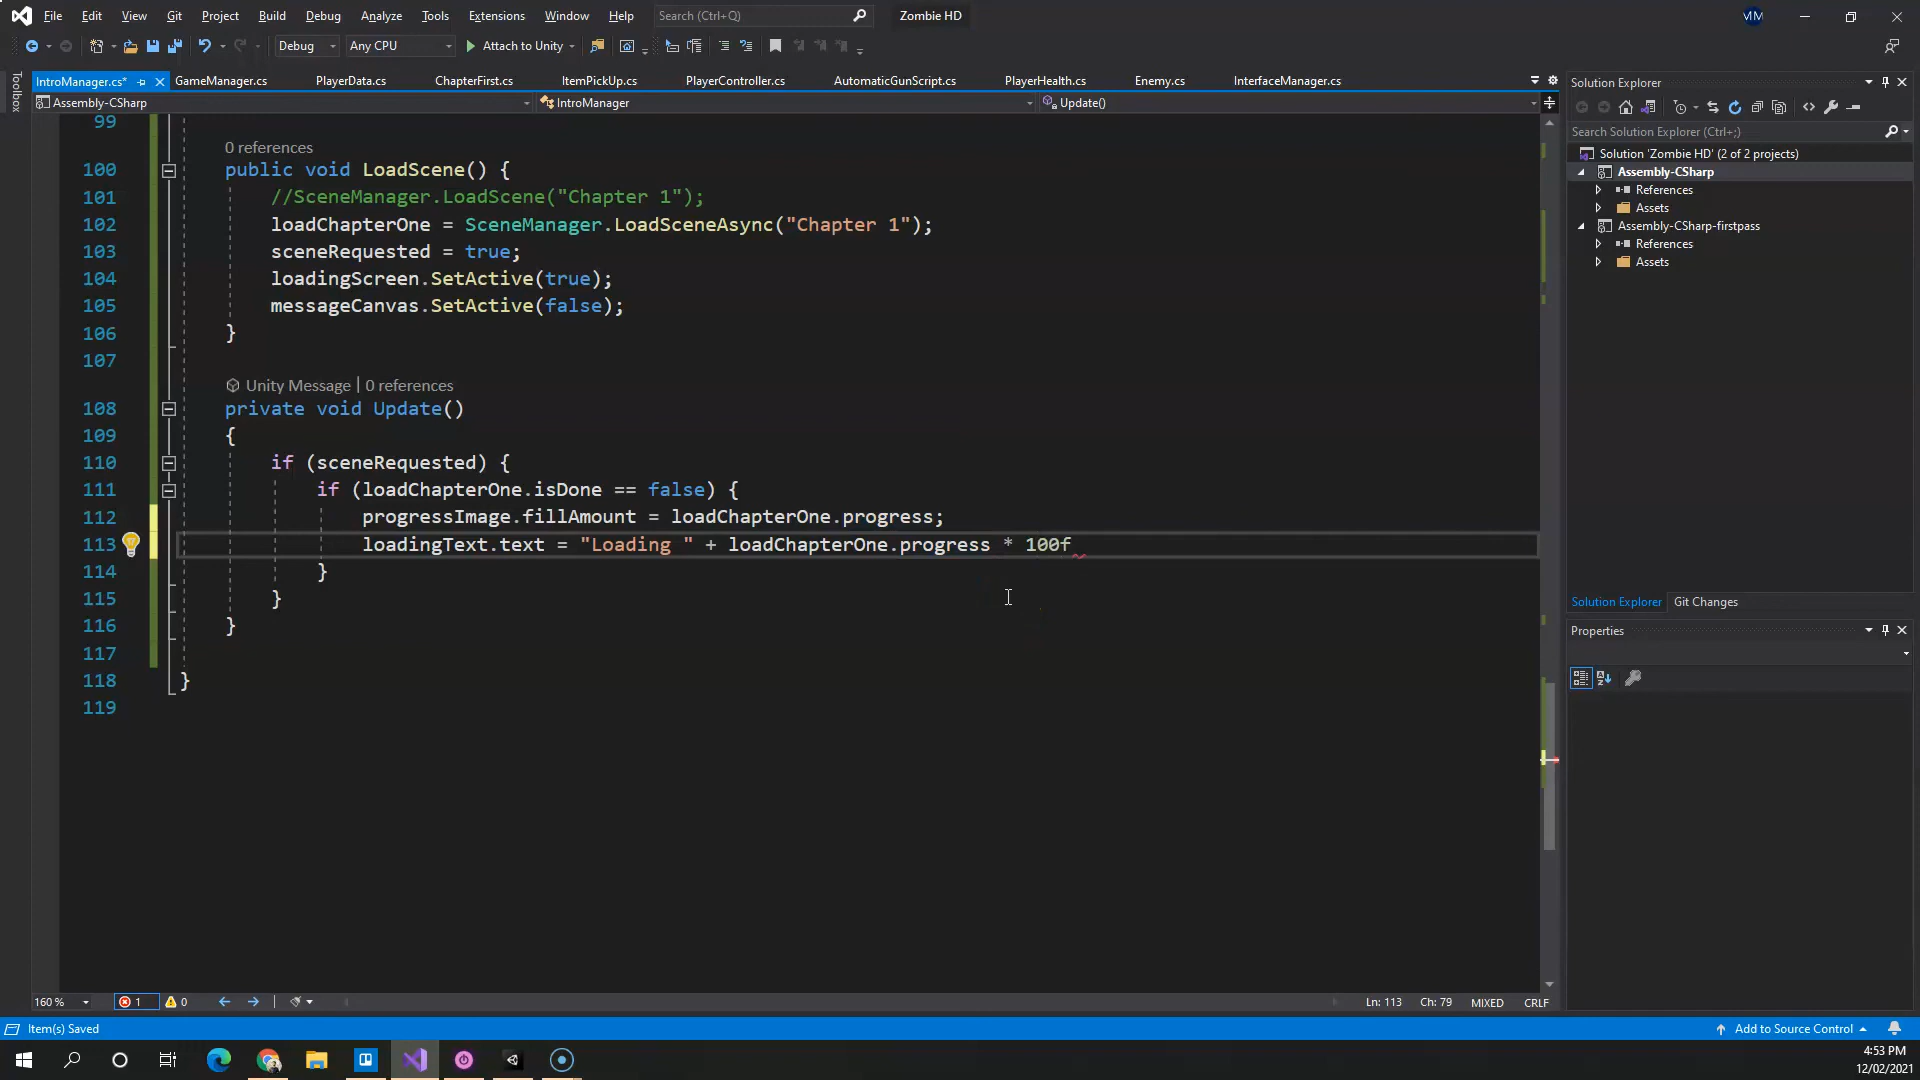 File Edit View Git Project Build Debug Analyze Tools Extensions Window Help Search (Ctrl+Q) Zombie HD MM
Debug Any CPU Attach to Unity
Toolbox
IntroManager.cs* GameManager.cs PlayerData.cs ChapterFirst.cs ItemPickUp.cs PlayerController.cs AutomaticGunScript.cs PlayerHealth.cs Enemy.cs InterfaceManager.cs
Assembly-CSharp IntroManager Update()
99
0 references
100 public void LoadScene() {
101 //SceneManager.LoadScene("Chapter 1");
102 loadChapterOne = SceneManager.LoadSceneAsync("Chapter 1");
103 sceneRequested = true;
104 loadingScreen.SetActive(true);
105 messageCanvas.SetActive(false);
106 }
107
Unity Message | 0 references
108 private void Update()
109 {
110 if (sceneRequested) {
111 if (loadChapterOne.isDone == false) {
112 progressImage.fillAmount = loadChapterOne.progress;
113 loadingText.text = "Loading " + loadChapterOne.progress * 100f
114 }
115 }
116 }
117
118 }
119
160 % 1 0 Ln: 113 Ch: 79 MIXED CRLF
Solution Explorer
Search Solution Explorer (Ctrl+;)
Solution 'Zombie HD' (2 of 2 projects)
Assembly-CSharp
References
Assets
Assembly-CSharp-firstpass
References
Assets
Solution Explorer Git Changes
Properties
Item(s) Saved Add to Source Control
4:53 PM
12/02/2021